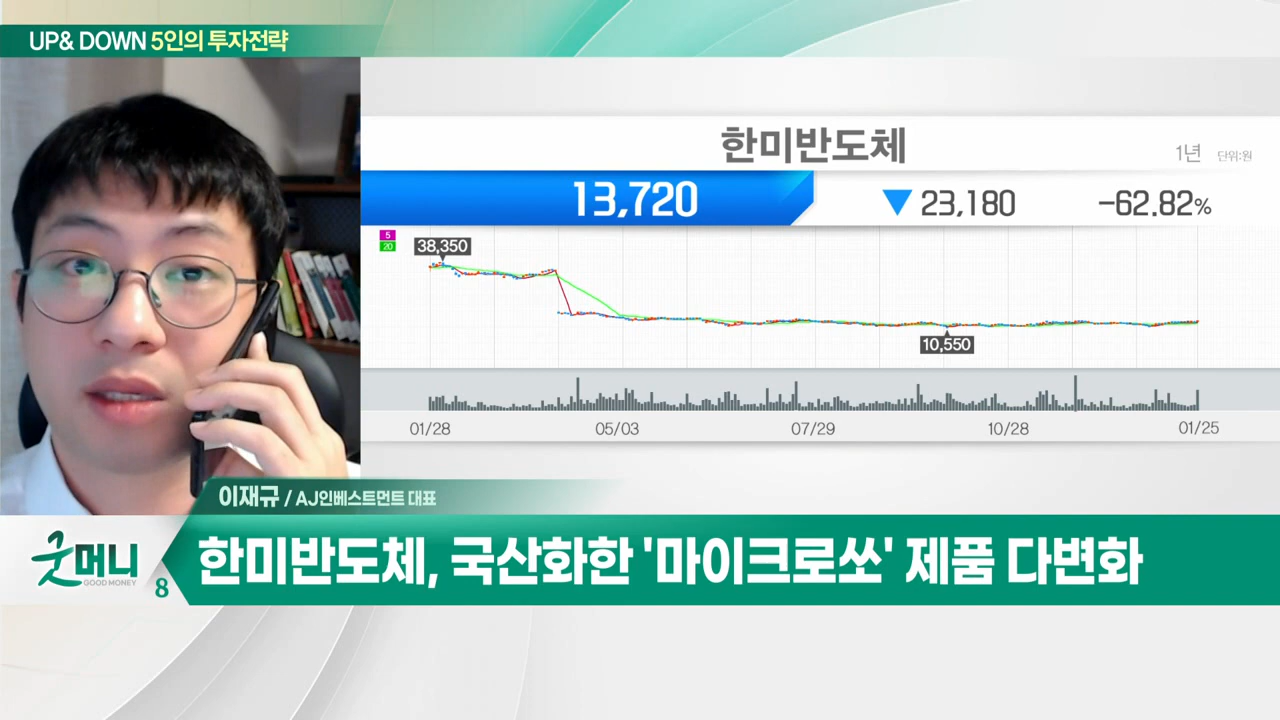 UP& DOWN 5인의 투자전략
한미반도체
1년 단위:원
13,720 ▼ 23,180 -62.82%
5
20
38,350
10,550
01/28 05/03 07/29 10/28 01/25
이재규 / AJ인베스트먼트 대표
굿머니
GOOD MONEY
8
한미반도체, 국산화한 '마이크로쏘' 제품 다변화